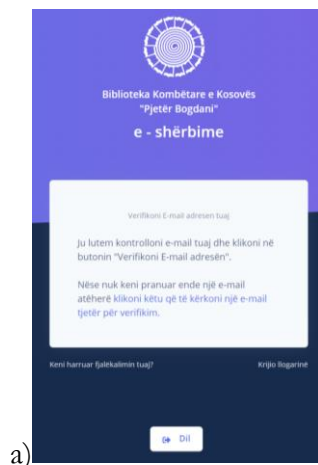 Biblioteka Kombëtare e Kosovës
"Pjetër Bogdani"
e - shërbime
Verifikoni E-mail adresen tuaj
Ju lutem kontrolloni e-mail tuaj dhe klikoni në
butonin "Verifikoni E-mail adresën".
Nëse nuk keni pranuar ende një e-mail
atëherë klikoni këtu që të kërkoni një e-mail
tjetër për verifikim.
Keni harruar fjalëkalimin tuaj? Krijo llogarinë
Dil
a)